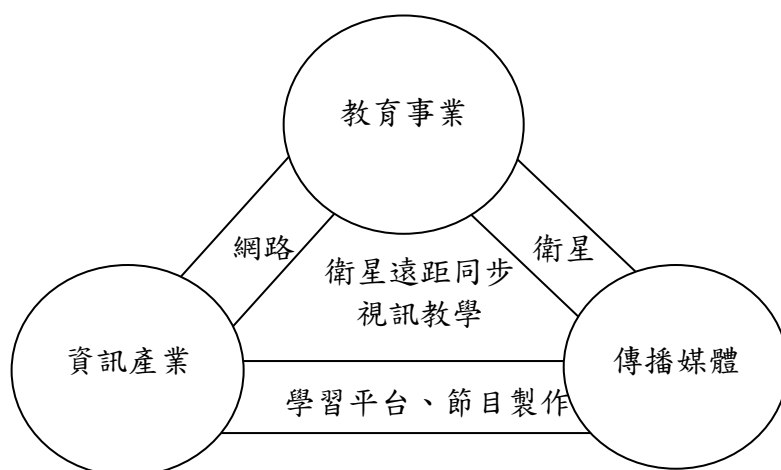 教育事業
網路
衛星
衛星遠距同步
視訊教學
資訊產業
傳播媒體
學習平台、節目製作